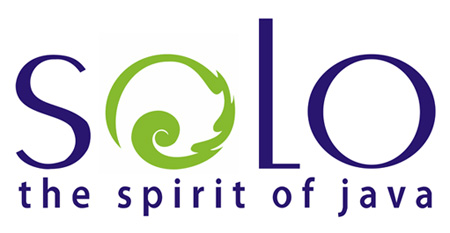 solo
the spirit of java